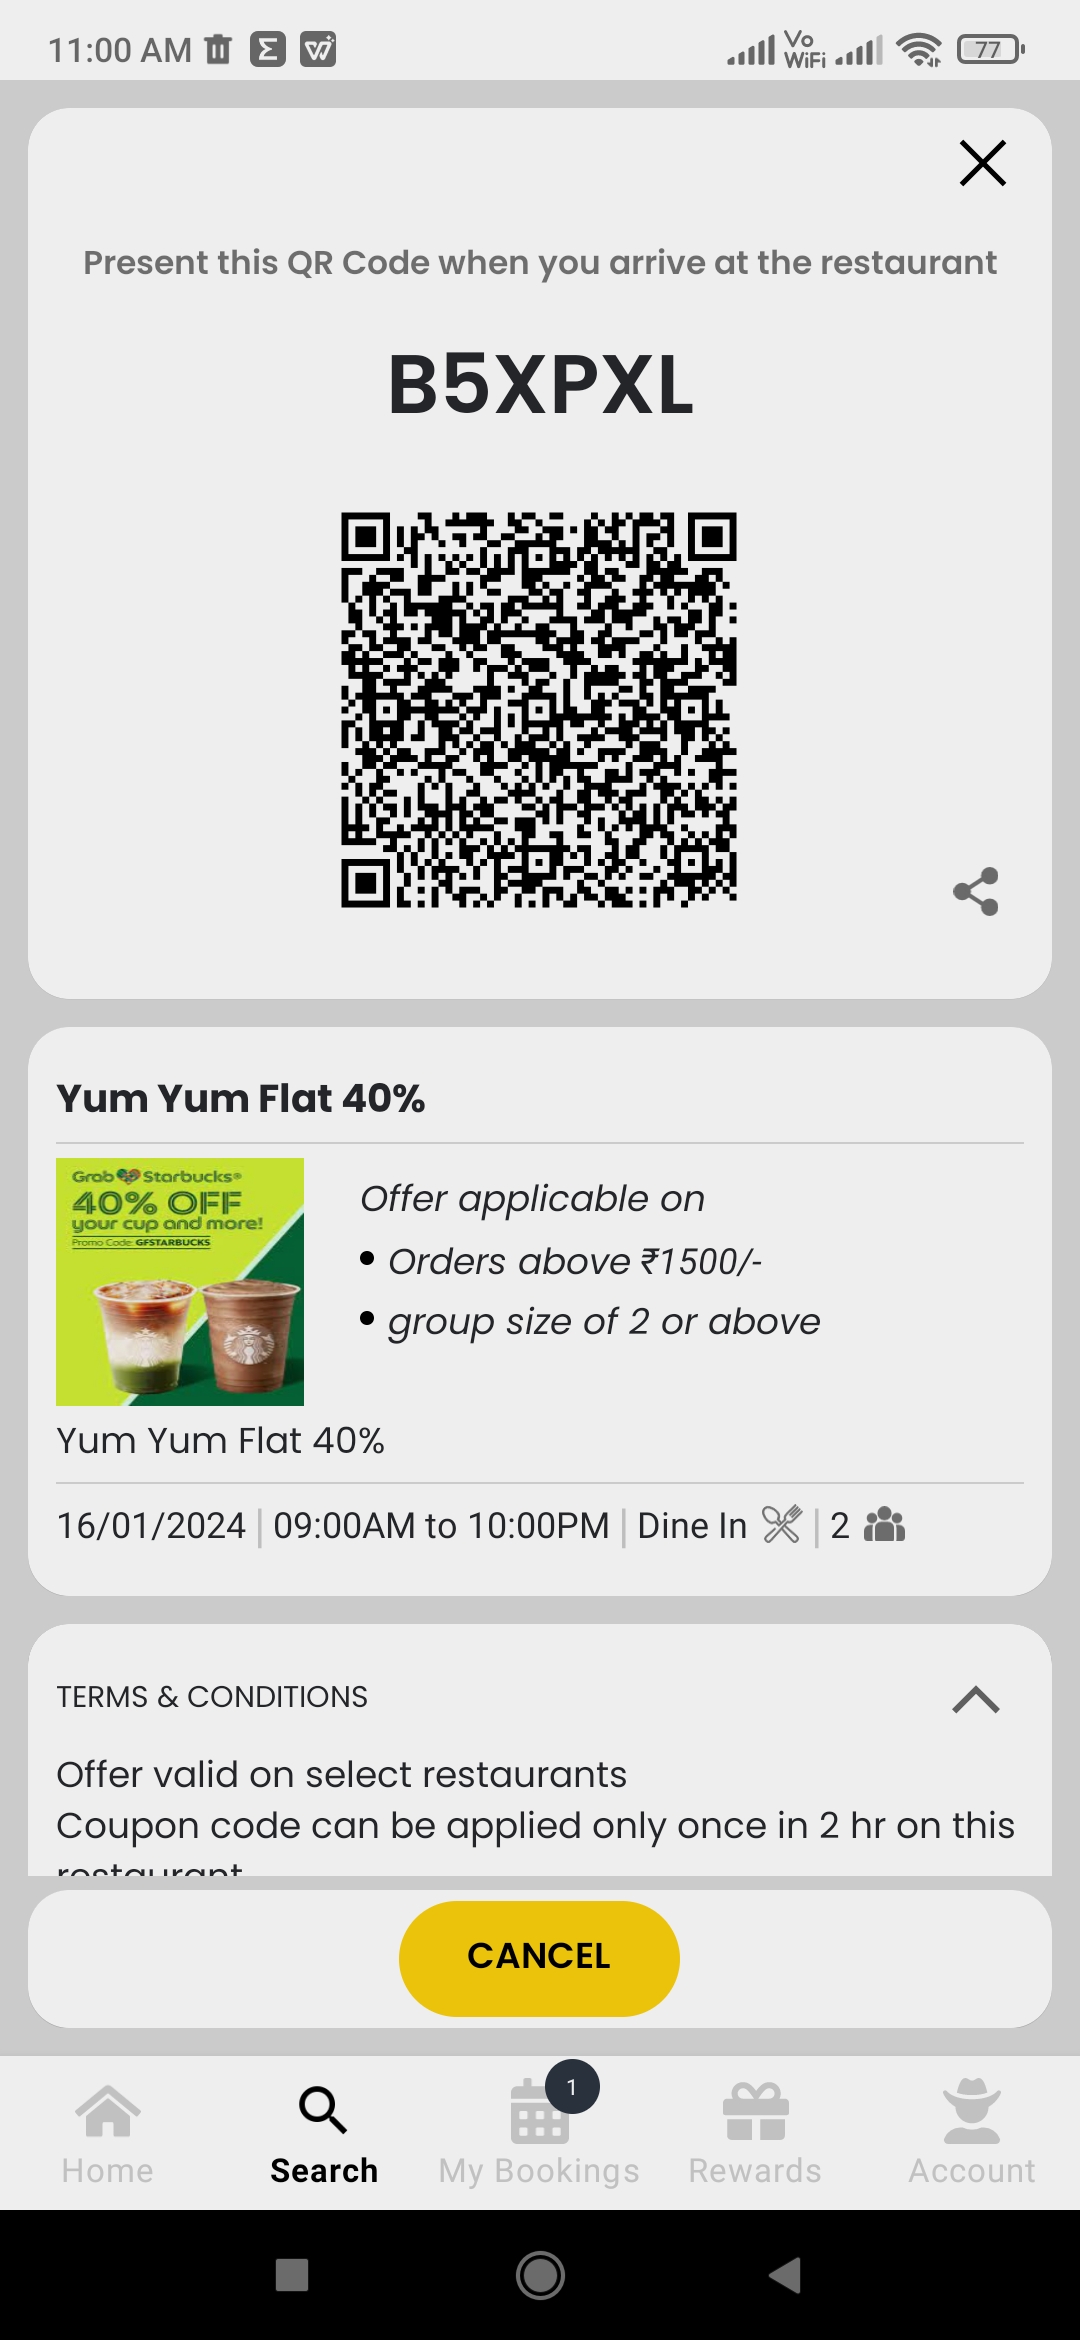 11:00 AM
Vo
WiFi
77
Present this QR Code when you arrive at the restaurant
B5XPXL
Yum Yum Flat 40%
Grab Starbucks®
40% OFF
your cup and more!
Promo Code: GFSTARBUCKS
Offer applicable on
• Orders above ₹1500/-
• group size of 2 or above
Yum Yum Flat 40%
16/01/2024 | 09:00AM to 10:00PM | Dine In | 2
TERMS & CONDITIONS
Offer valid on select restaurants
Coupon code can be applied only once in 2 hr on this
restaurant
CANCEL
1
Home
Search
My Bookings
Rewards
Account